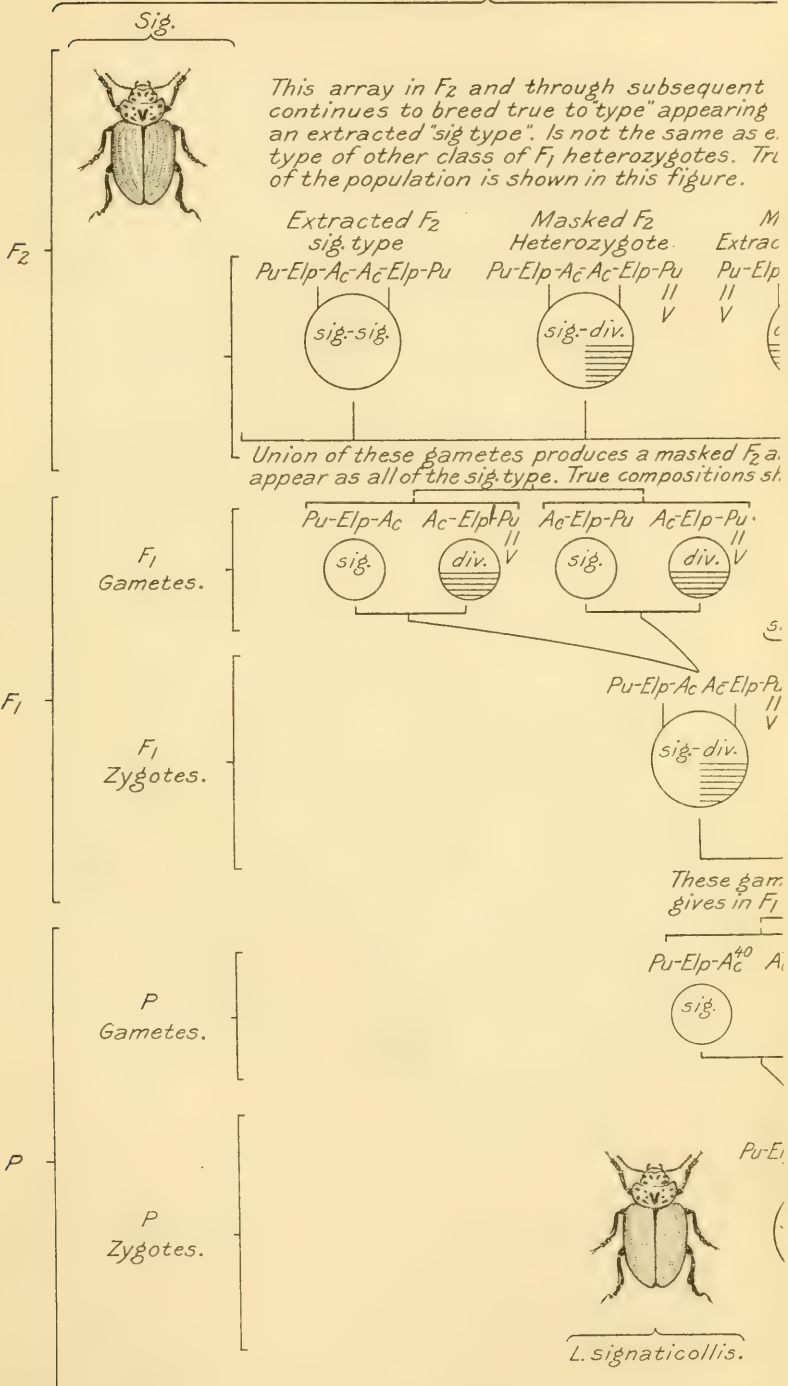 Sig.
This array in F2 and through subsequent
continues to breed true to "type" appearing
an extracted "sig type". Is not the same as e.
type of other class of F1 heterozygotes. Tru
of the population is shown in this figure.
F2
Extracted F2 Masked F2 M
sig. type Heterozygote. Extrac
Pu-Elp-Ac-Ac-Elp-Pu Pu-Elp-Ac Ac-Elp-Pu Pu-Elp
|| ||
V V
sig.-sig. sig.-div.
Union of these gametes produces a masked F2 a
appear as all of the sig. type. True compositions sh
Pu-Elp-Ac Ac-Elp-Pu Ac-Elp-Pu Ac-Elp-Pu.
|| ||
V V
F1
Gametes.
sig. div. sig. div.
s.
F1
Pu-Elp-Ac Ac-Elp-Pu
||
V
F1
Zygotes.
sig.-div.
These gam
gives in F1
Pu-Elp-Ac40 A
P
Gametes.
sig.
P
Pu-El
P
Zygotes.
L. signaticollis.